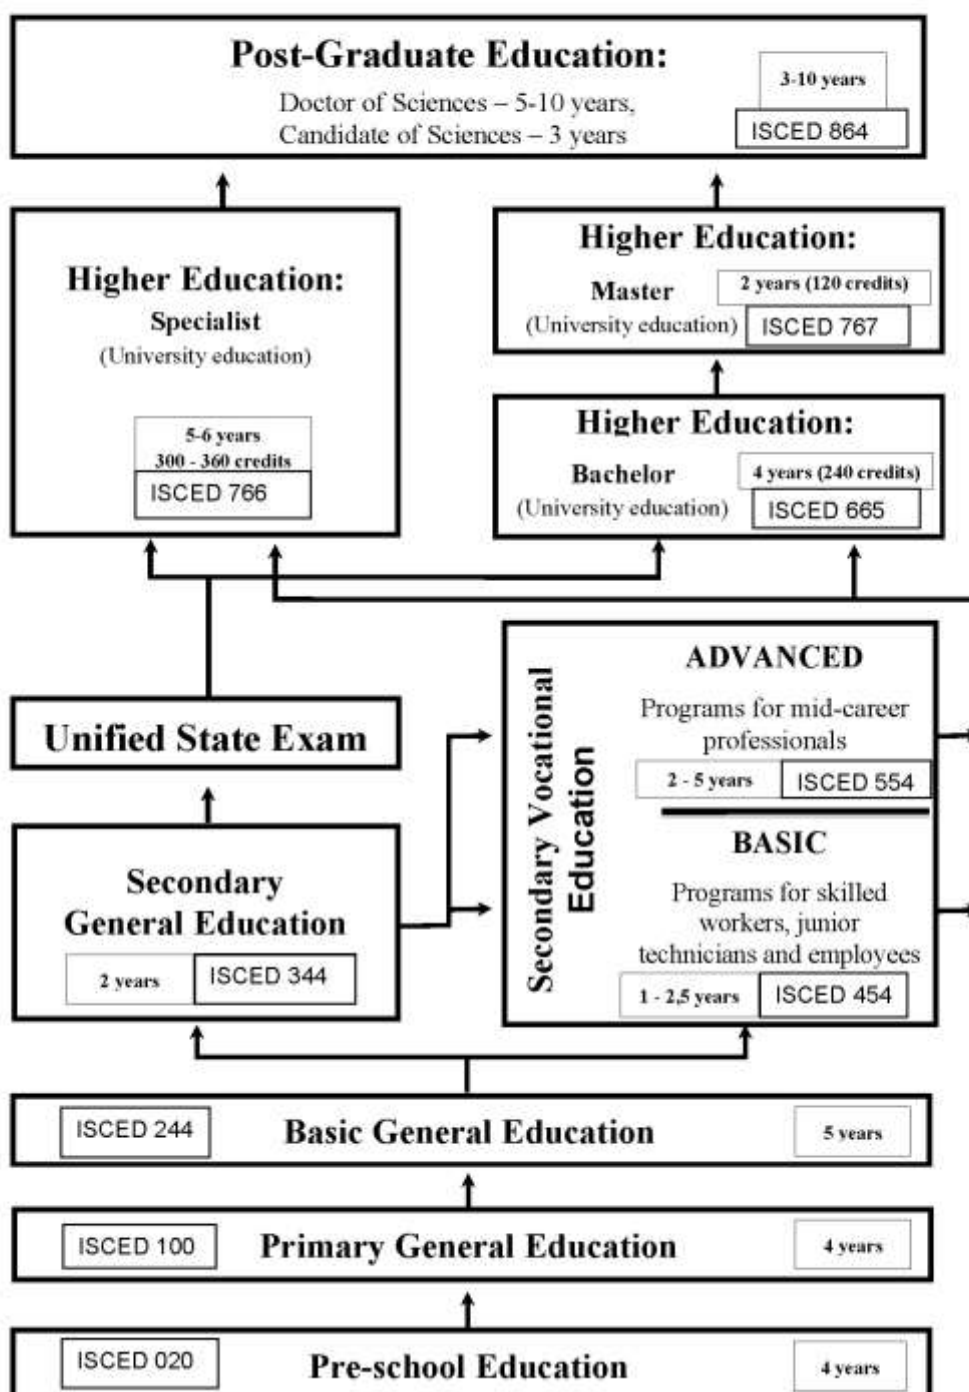 Post-Graduate Education:
Doctor of Sciences – 5-10 years,
Candidate of Sciences – 3 years
3-10 years
ISCED 864
Higher Education:
Specialist
(University education)
5-6 years
300 - 360 credits
ISCED 766
Higher Education:
Master
(University education)
2 years (120 credits)
ISCED 767
Higher Education:
Bachelor
(University education)
4 years (240 credits)
ISCED 665
Unified State Exam
Secondary
General Education
2 years
ISCED 344
Secondary Vocational
Education
ADVANCED
Programs for mid-career
professionals
2 - 5 years
ISCED 554
BASIC
Programs for skilled
workers, junior
technicians and employees
1 - 2,5 years
ISCED 454
ISCED 244
Basic General Education
5 years
ISCED 100
Primary General Education
4 years
ISCED 020
Pre-school Education
4 years